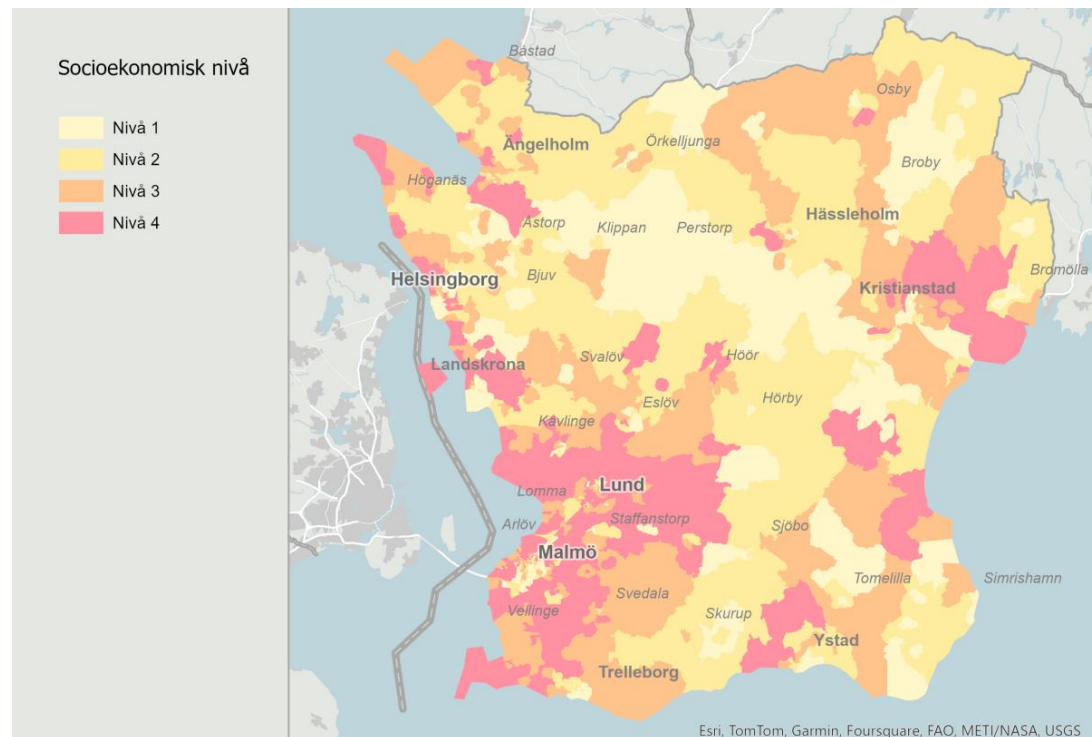 Socioekonomisk nivå
Nivå 1
Nivå 2
Nivå 3
Nivå 4
Båstad
Osby
Ängelholm
Örkelljunga
Broby
Höganäs
Hässleholm
Åstorp
Klippan
Perstorp
Bromölla
Helsingborg
Bjuv
Kristianstad
Svalöv
Höör
Landskrona
Eslöv
Hörby
Kävlinge
Lund
Lomma
Arlöv
Staffanstorp
Sjöbo
Malmö
Tomelilla
Simrishamn
Svedala
Vellinge
Skurup
Ystad
Trelleborg
Esri, TomTom, Garmin, Foursquare, FAO, METI/NASA, USGS